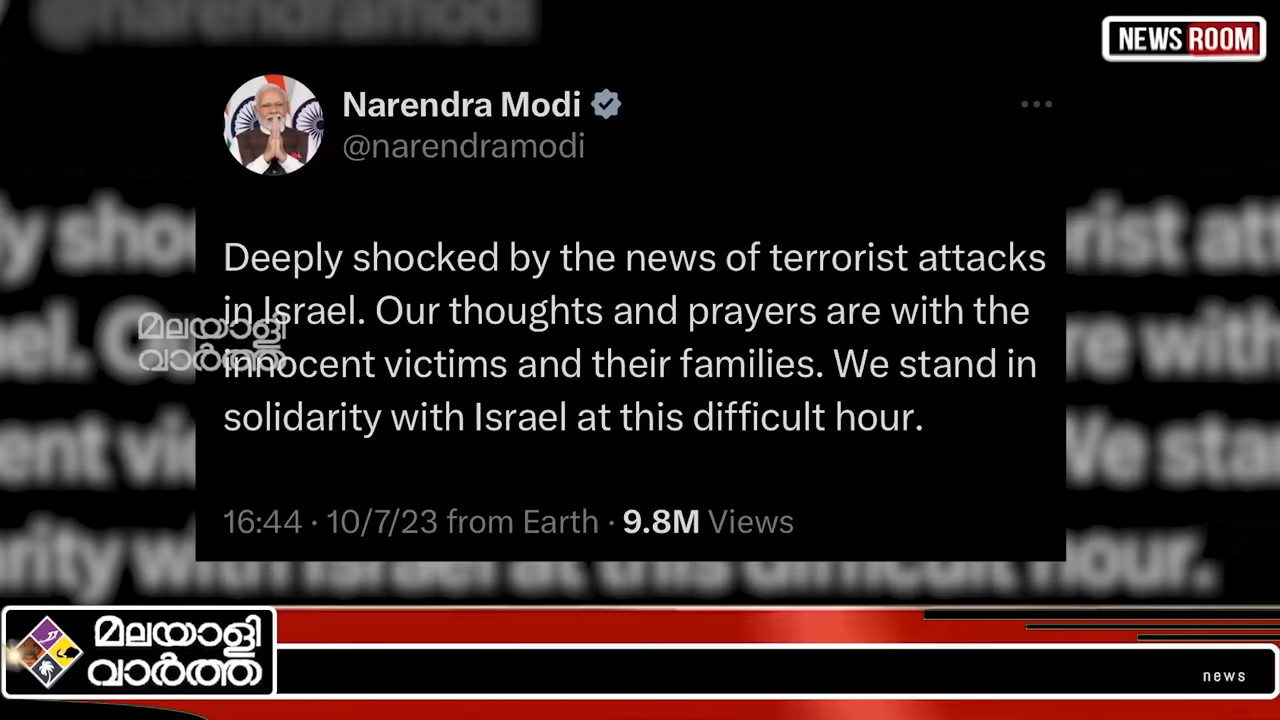 @narendramodi
NEWS ROOM
Narendra Modi
@narendramodi
Deeply shocked by the news of terrorist attacks
in Israel. Our thoughts and prayers are with the
innocent victims and their families. We stand in
solidarity with Israel at this difficult hour.
മലയാളി
വാർത്ത
16:44 · 10/7/23 from Earth · 9.8M Views
മലയാളി
വാർത്ത
news